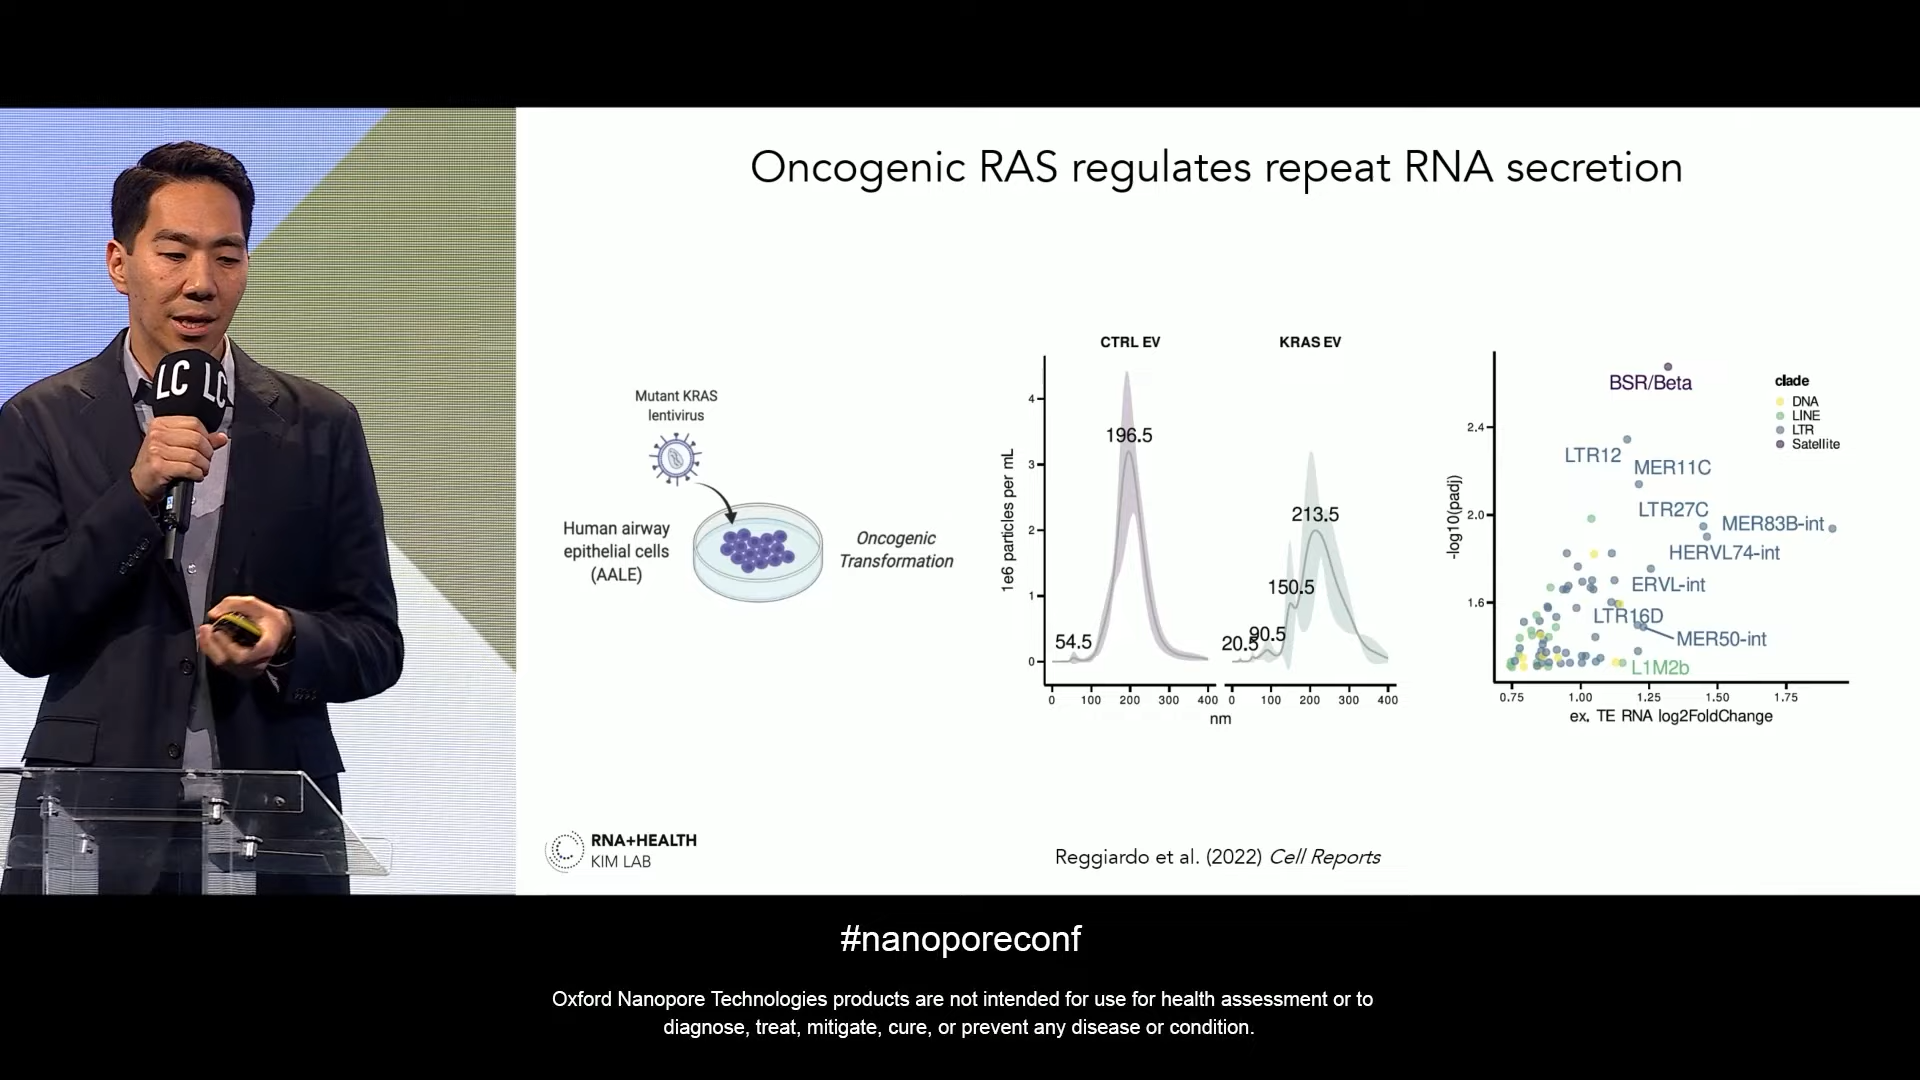 LC LC
Oncogenic RAS regulates repeat RNA secretion
Mutant KRAS
lentivirus
Human airway
epithelial cells
(AALE)
Oncogenic
Transformation
CTRL EV
KRAS EV
1e6 particles per mL
4
3
2
1
0
196.5
54.5
213.5
150.5
90.5
20.5
0 100 200 300 400 0 100 200 300 400
nm
-log10(padj)
2.4
2.0
1.6
BSR/Beta
LTR12
MER11C
LTR27C
MER83B-int
HERVL74-int
ERVL-int
LTR16D
MER50-int
L1M2b
clade
DNA
LINE
LTR
Satellite
0.75 1.00 1.25 1.50 1.75
ex. TE RNA log2FoldChange
RNA+HEALTH
KIM LAB
Reggiardo et al. (2022) Cell Reports
#nanoporeconf
Oxford Nanopore Technologies products are not intended for use for health assessment or to
diagnose, treat, mitigate, cure, or prevent any disease or condition.